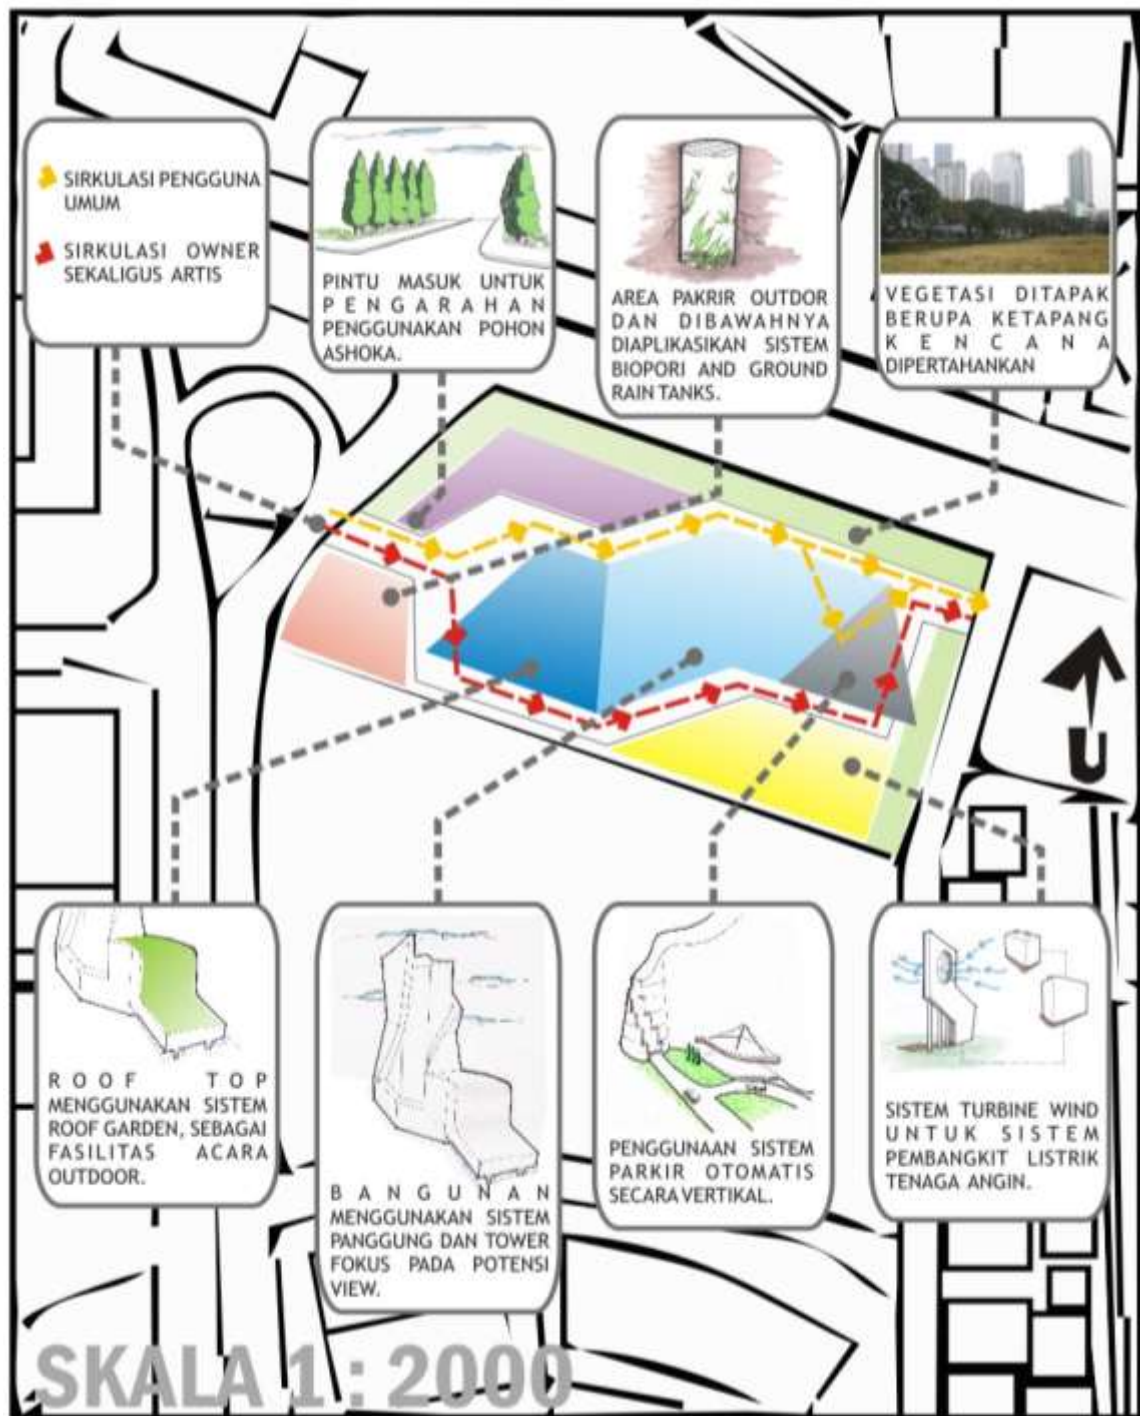 SIRKULASI PENGGUNA
UMUM
SIRKULASI OWNER
SEKALIGUS ARTIS
PINTU MASUK UNTUK
PENGARAHAN
PENGGUNAKAN POHON
ASHOKA.
AREA PAKRIR OUTDOR
DAN DIBAWAHNYA
DIAPLIKASIKAN SISTEM
BIOPORI AND GROUND
RAIN TANKS.
VEGETASI DITAPAK
BERUPA KETAPANG
KENCANA
DIPERTAHANKAN
U
ROOF TOP
MENGGUNAKAN SISTEM
ROOF GARDEN, SEBAGAI
FASILITAS ACARA
OUTDOOR.
BANGUNAN
MENGGUNAKAN SISTEM
PANGGUNG DAN TOWER
FOKUS PADA POTENSI
VIEW.
PENGGUNAAN SISTEM
PARKIR OTOMATIS
SECARA VERTIKAL.
SISTEM TURBINE WIND
UNTUK SISTEM
PEMBANGKIT LISTRIK
TENAGA ANGIN.
SKALA 1 : 2000